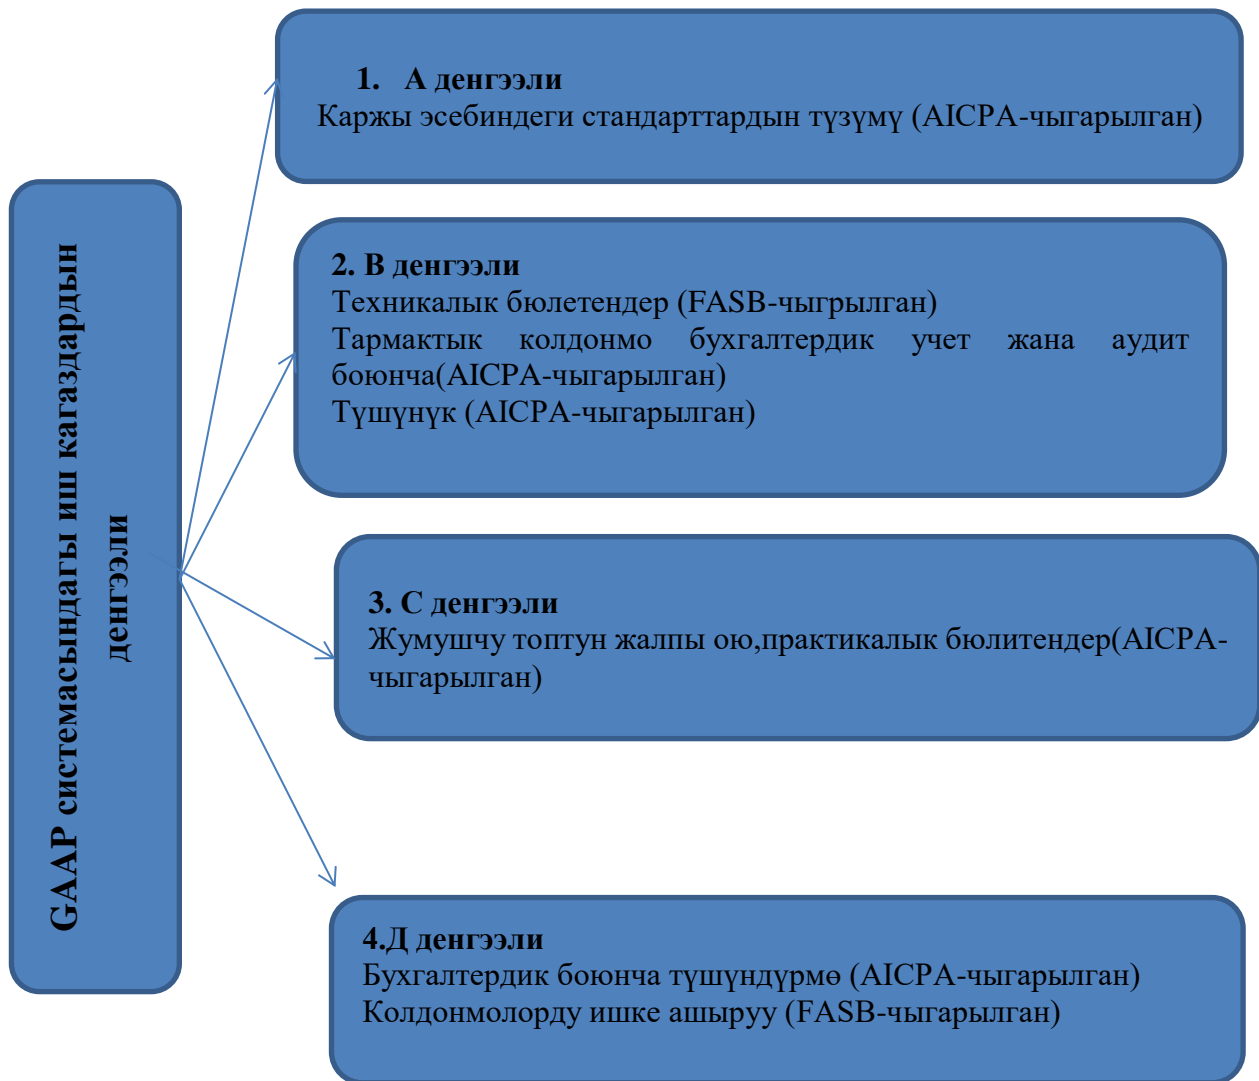 GAAP системасындагы иш кагаздардын
денгээли
1. А денгээли
Каржы эсебиндеги стандарттардын түзүмү (AICPA-чыгарылган)
2. В денгээли
Техникалык бюлетендер (FASB-чыгрылган)
Тармактык колдонмо бухгалтердик учет жана аудит
боюнча(AICPA-чыгарылган)
Түшүнүк (AICPA-чыгарылган)
3. С денгээли
Жумушчу топтун жалпы ою,практикалык бюлитендер(AICPA-
чыгарылган)
4.Д денгээли
Бухгалтердик боюнча түшүндүрмө (AICPA-чыгарылган)
Колдонмолорду ишке ашыруу (FASB-чыгарылган)